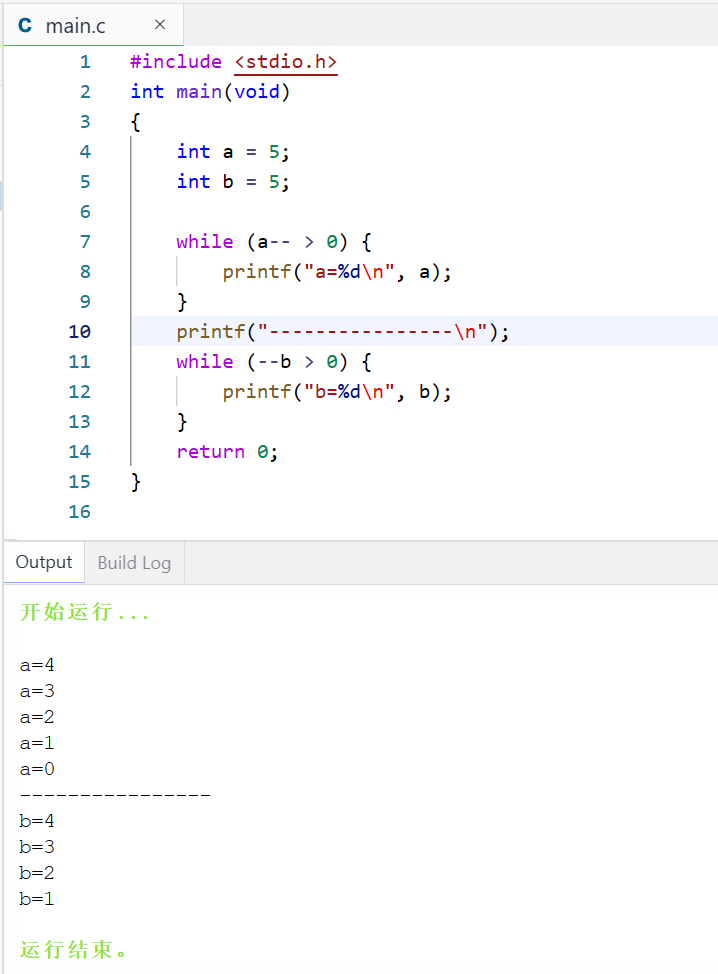 C main.c ×
1 #include <stdio.h>
2 int main(void)
3 {
4     int a = 5;
5     int b = 5;
6
7     while (a-- > 0) {
8         printf("a=%d\n", a);
9     }
10     printf("----------------\n");
11     while (--b > 0) {
12         printf("b=%d\n", b);
13     }
14     return 0;
15 }
16
Output Build Log
开始运行...
a=4
a=3
a=2
a=1
a=0
----------------
b=4
b=3
b=2
b=1
运行结束。